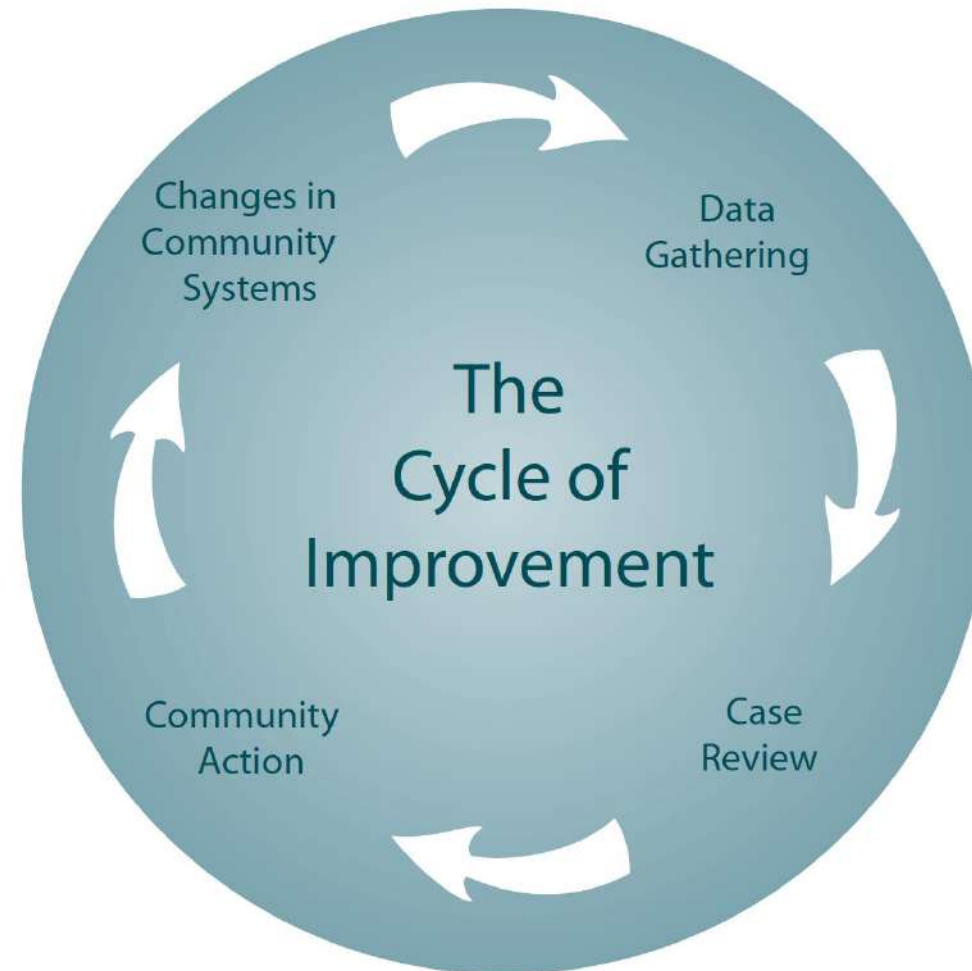 Changes in
Community
Systems
Data
Gathering
The
Cycle of
Improvement
Community
Action
Case
Review